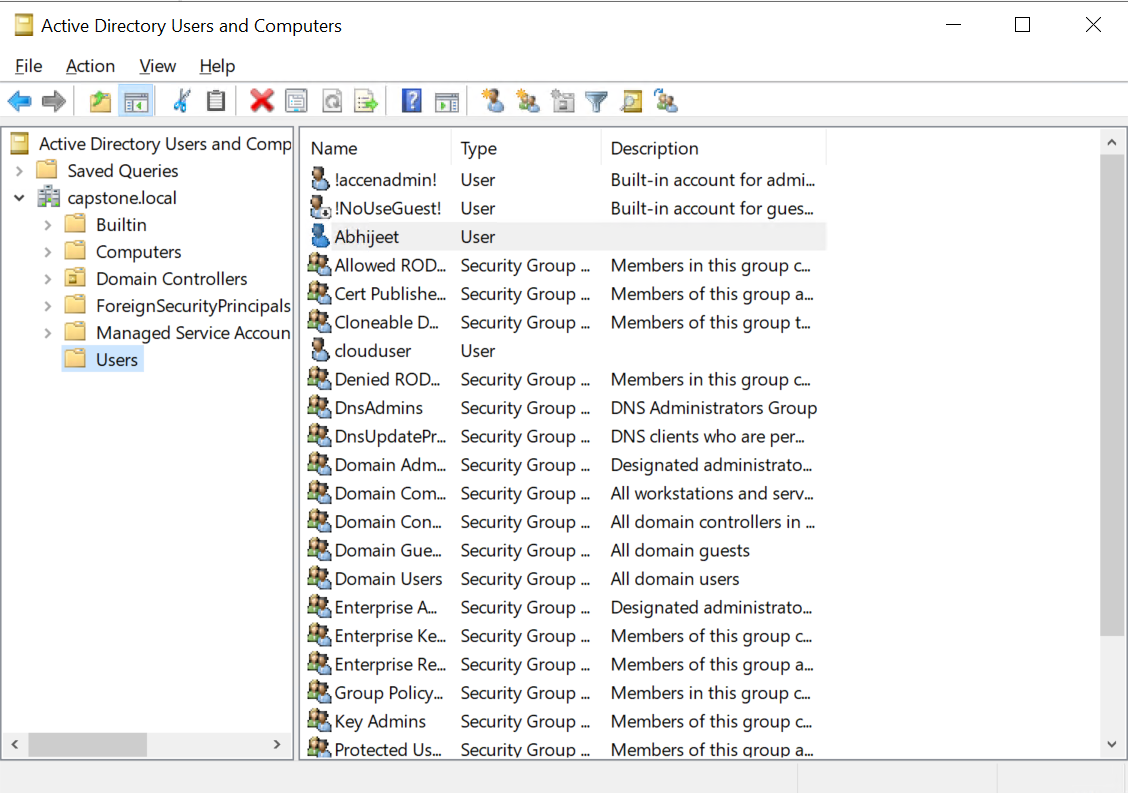 Active Directory Users and Computers
File Action View Help
Active Directory Users and Comp
Saved Queries
capstone.local
Builtin
Computers
Domain Controllers
ForeignSecurityPrincipals
Managed Service Accoun
Users
Name Type Description
!accenadmin! User Built-in account for admi...
!NoUseGuest! User Built-in account for gues...
Abhijeet User
Allowed ROD... Security Group ... Members in this group c...
Cert Publishe... Security Group ... Members of this group a...
Cloneable D... Security Group ... Members of this group t...
clouduser User
Denied ROD... Security Group ... Members in this group c...
DnsAdmins Security Group ... DNS Administrators Group
DnsUpdatePr... Security Group ... DNS clients who are per...
Domain Adm... Security Group ... Designated administrato...
Domain Com... Security Group ... All workstations and serv...
Domain Con... Security Group ... All domain controllers in ...
Domain Gue... Security Group ... All domain guests
Domain Users Security Group ... All domain users
Enterprise A... Security Group ... Designated administrato...
Enterprise Ke... Security Group ... Members of this group c...
Enterprise Re... Security Group ... Members of this group a...
Group Policy... Security Group ... Members in this group c...
Key Admins Security Group ... Members of this group c...
Protected Us... Security Group ... Members of this group a...